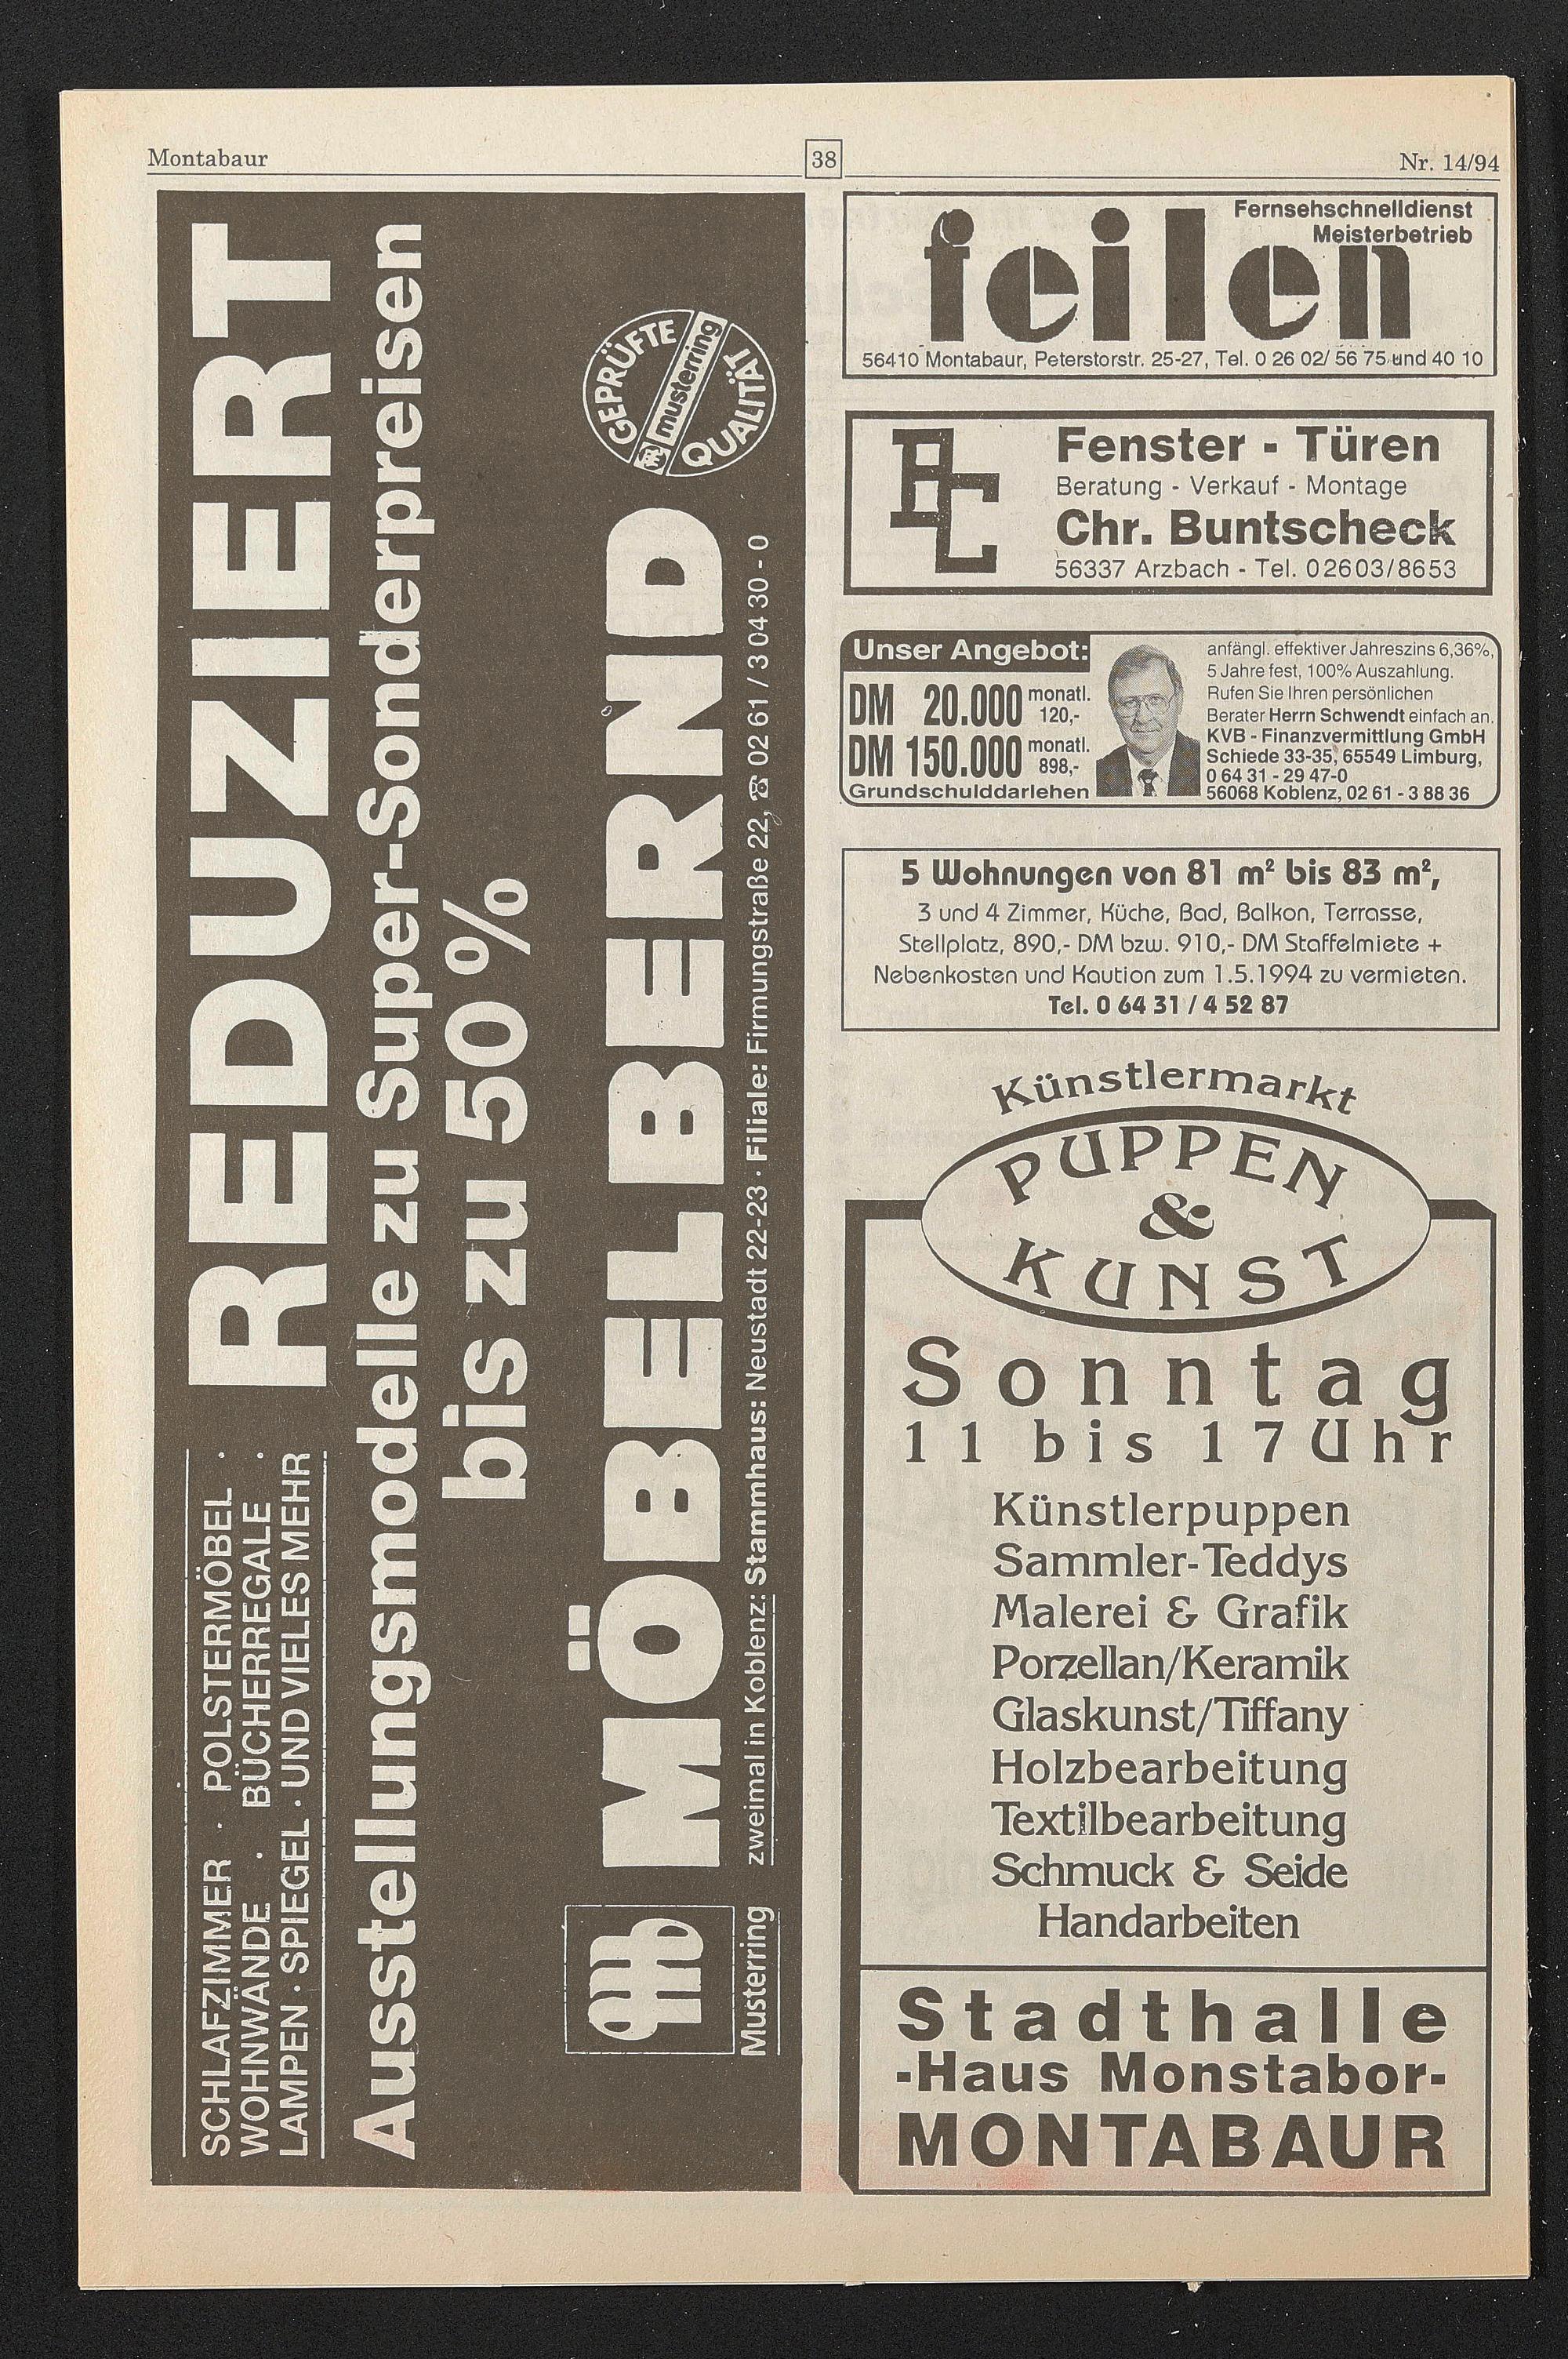 Montabaur
38
Nr. 14/94
SCHLAFZIMMER · POLSTERMÖBEL ·
WOHNWÄNDE · BÜCHERREGALE ·
LAMPEN · SPIEGEL · UND VIELES MEHR
REDUZIERT
Ausstellungsmodelle zu Super-Sonderpreisen
bis zu 50%
GEPRÜFTE
musterring
QUALITÄT
MÖBELBERND
Musterring
zweimal in Koblenz: Stammhaus: Neustadt 22-23 · Filiale: Firmungstraße 22, ☎ 02 61 / 3 04 30 - 0
Fernsehschnelldienst
Meisterbetrieb
feilen
56410 Montabaur, Peterstorstr. 25-27, Tel. 0 26 02/ 56 75 und 40 10
BC
Fenster - Türen
Beratung - Verkauf - Montage
Chr. Buntscheck
56337 Arzbach - Tel. 02603/8653
Unser Angebot:
DM 20.000 monatl. 120,-
DM 150.000 monatl. 898,-
Grundschulddarlehen
anfängl. effektiver Jahreszins 6,36%,
5 Jahre fest, 100% Auszahlung.
Rufen Sie Ihren persönlichen
Berater Herrn Schwendt einfach an.
KVB - Finanzvermittlung GmbH
Schiede 33-35, 65549 Limburg,
0 64 31 - 29 47-0
56068 Koblenz, 02 61 - 3 88 36
5 Wohnungen von 81 m² bis 83 m²,
3 und 4 Zimmer, Küche, Bad, Balkon, Terrasse,
Stellplatz, 890,- DM bzw. 910,- DM Staffelmiete +
Nebenkosten und Kaution zum 1.5.1994 zu vermieten.
Tel. 0 64 31 / 4 52 87
Künstlermarkt
PUPPEN
&
KUNST
Sonntag
11 bis 17 Uhr
Künstlerpuppen
Sammler-Teddys
Malerei & Grafik
Porzellan/Keramik
Glaskunst/Tiffany
Holzbearbeitung
Textilbearbeitung
Schmuck & Seide
Handarbeiten
Stadthalle
-Haus Monstabor-
MONTABAUR